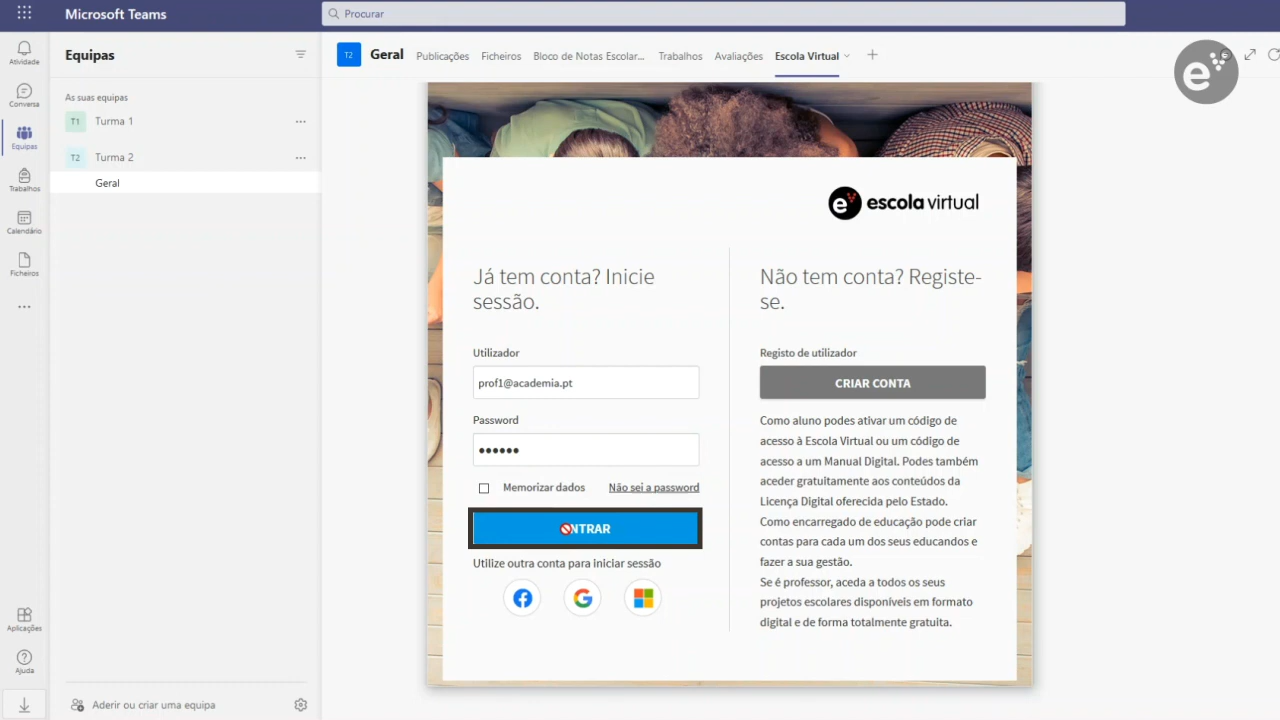 Microsoft Teams
Procurar
Atividade
Conversa
Equipas
Trabalhos
Calendário
Ficheiros
Aplicações
Ajuda
Equipas
As suas equipas
T1 Turma 1
T2 Turma 2
Geral
Aderir ou criar uma equipa
T2 Geral Publicações Ficheiros Bloco de Notas Escolar... Trabalhos Avaliações Escola Virtual
e
e escola virtual
Já tem conta? Inicie
sessão.
Utilizador
prof1@academia.pt
Password
Memorizar dados Não sei a password
NTRAR
Utilize outra conta para iniciar sessão
Não tem conta? Registe-
se.
Registo de utilizador
CRIAR CONTA
Como aluno podes ativar um código de
acesso à Escola Virtual ou um código de
acesso a um Manual Digital. Podes também
aceder gratuitamente aos conteúdos da
Licença Digital oferecida pelo Estado.
Como encarregado de educação pode criar
contas para cada um dos seus educandos e
fazer a sua gestão.
Se é professor, aceda a todos os seus
projetos escolares disponíveis em formato
digital e de forma totalmente gratuita.